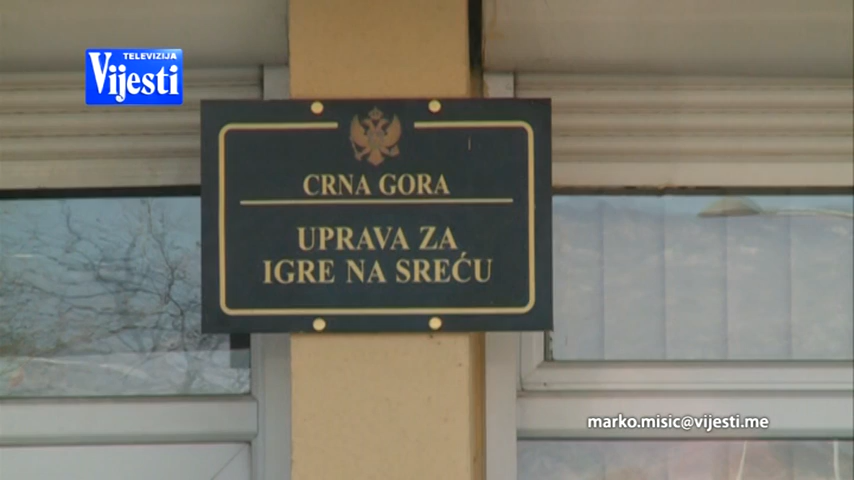 TELEVIZIJA
Vijesti
CRNA GORA
UPRAVA ZA
IGRE NA SREĆU
marko.misic@vijesti.me